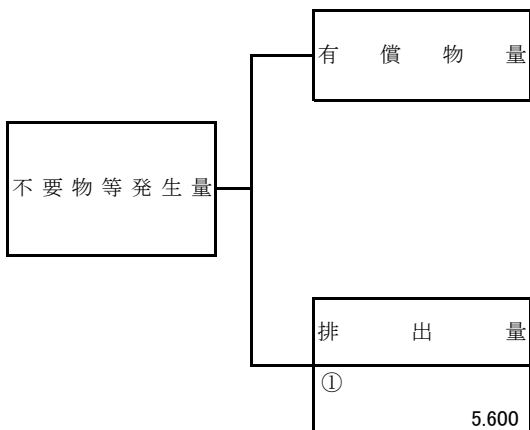 有償物量
不要物等発生量
排出量
①
5.600